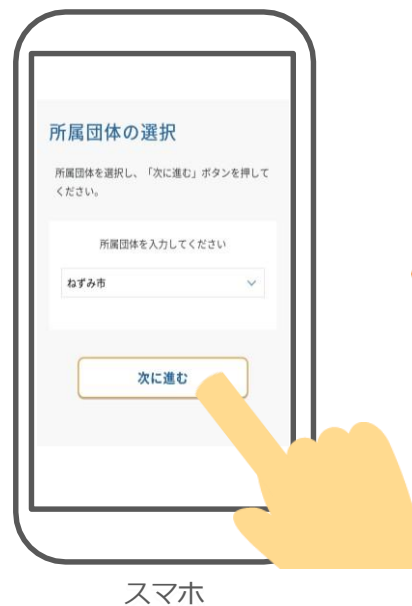 所属団体の選択
所属団体を選択し、「次に進む」ボタンを押して
ください。
所属団体を入力してください
ねずみ市
次に進む
スマホ